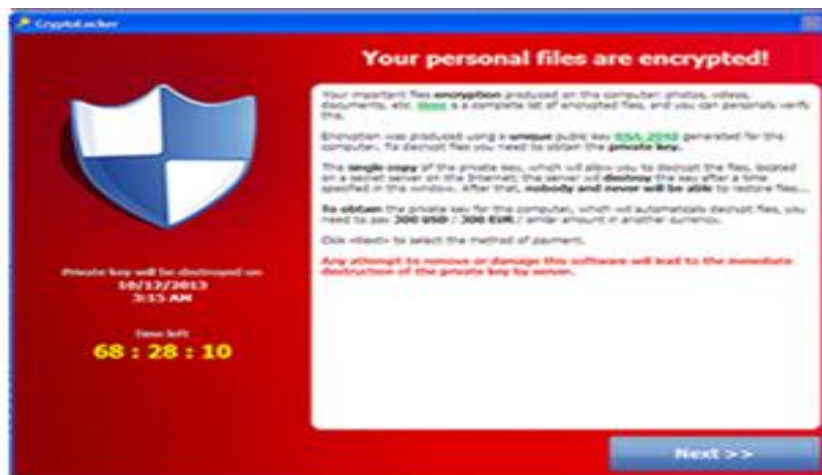 CryptoLocker
Your personal files are encrypted!
Your important files encryption produced on this computer: photos, videos,
documents, etc. Here is a complete list of encrypted files, and you can personally verify
this.
Encryption was produced using a unique public key RSA-2048 generated for this
computer. To decrypt files you need to obtain the private key.
The single copy of the private key, which will allow you to decrypt the files, located
on a secret server on the Internet; the server will destroy the key after a time
specified in this window. After that, nobody and never will be able to restore files...
To obtain the private key for this computer, which will automatically decrypt files, you
need to pay 300 USD / 300 EUR / similar amount in another currency.
Click «Next» to select the method of payment.
Any attempt to remove or damage this software will lead to the immediate
destruction of the private key by server.
Private key will be destroyed on
10/12/2013
3:15 AM
Time left
68 : 28 : 10
Next >>